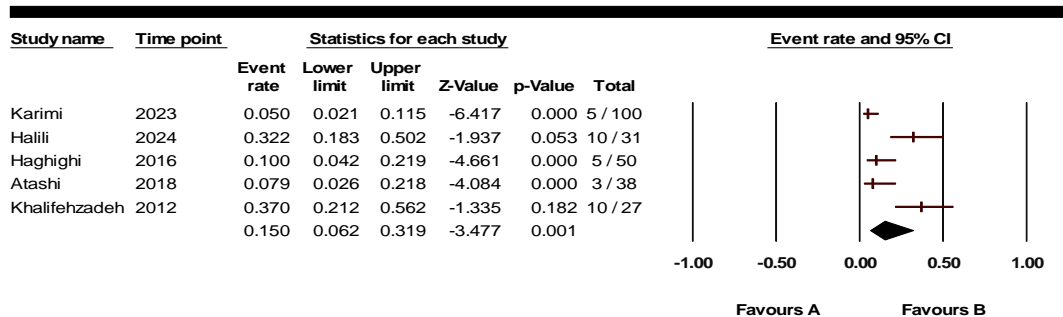 Study name Time point Statistics for each study Event rate and 95% CI
Event Lower Upper
rate limit limit Z-Value p-Value Total
Karimi 2023 0.050 0.021 0.115 -6.417 0.000 5 / 100
Halili 2024 0.322 0.183 0.502 -1.937 0.053 10 / 31
Haghighi 2016 0.100 0.042 0.219 -4.661 0.000 5 / 50
Atashi 2018 0.079 0.026 0.218 -4.084 0.000 3 / 38
Khalifehzadeh 2012 0.370 0.212 0.562 -1.335 0.182 10 / 27
0.150 0.062 0.319 -3.477 0.001
-1.00 -0.50 0.00 0.50 1.00
Favours A Favours B